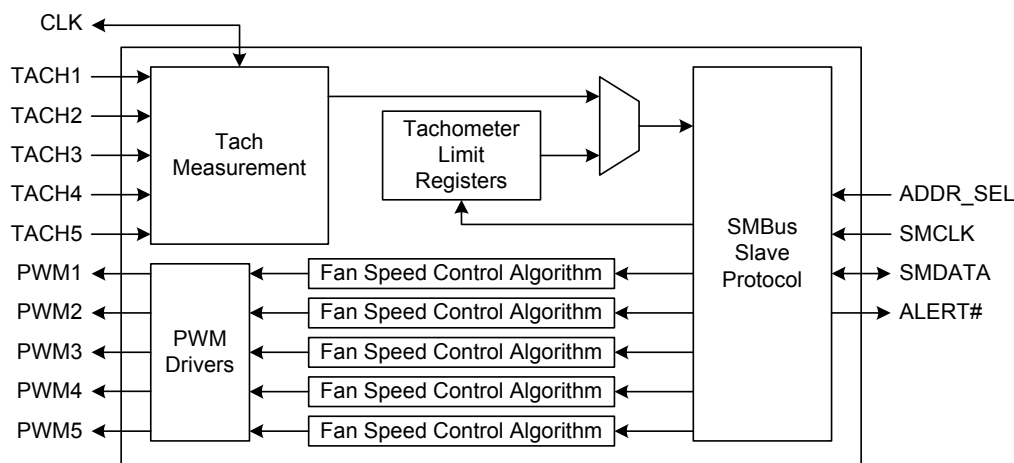 CLK
TACH1
TACH2
TACH3
TACH4
TACH5
Tach
Measurement
Tachometer
Limit
Registers
SMBus
Slave
Protocol
ADDR_SEL
SMCLK
SMDATA
ALERT#
PWM1
PWM2
PWM3
PWM4
PWM5
PWM
Drivers
Fan Speed Control Algorithm
Fan Speed Control Algorithm
Fan Speed Control Algorithm
Fan Speed Control Algorithm
Fan Speed Control Algorithm